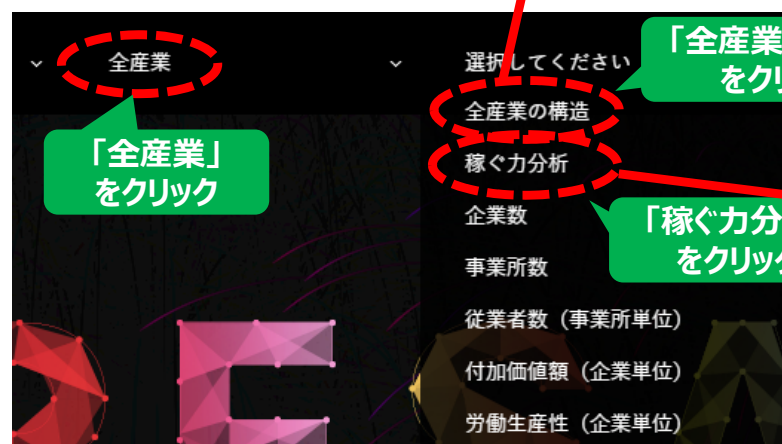 全産業
選択してください
「全産業
をクリ
全産業の構造
「全産業」
をクリック
稼ぐ力分析
企業数
「稼ぐ力分
をクリック
事業所数
従業者数（事業所単位）
付加価値額（企業単位）
労働生産性（企業単位）